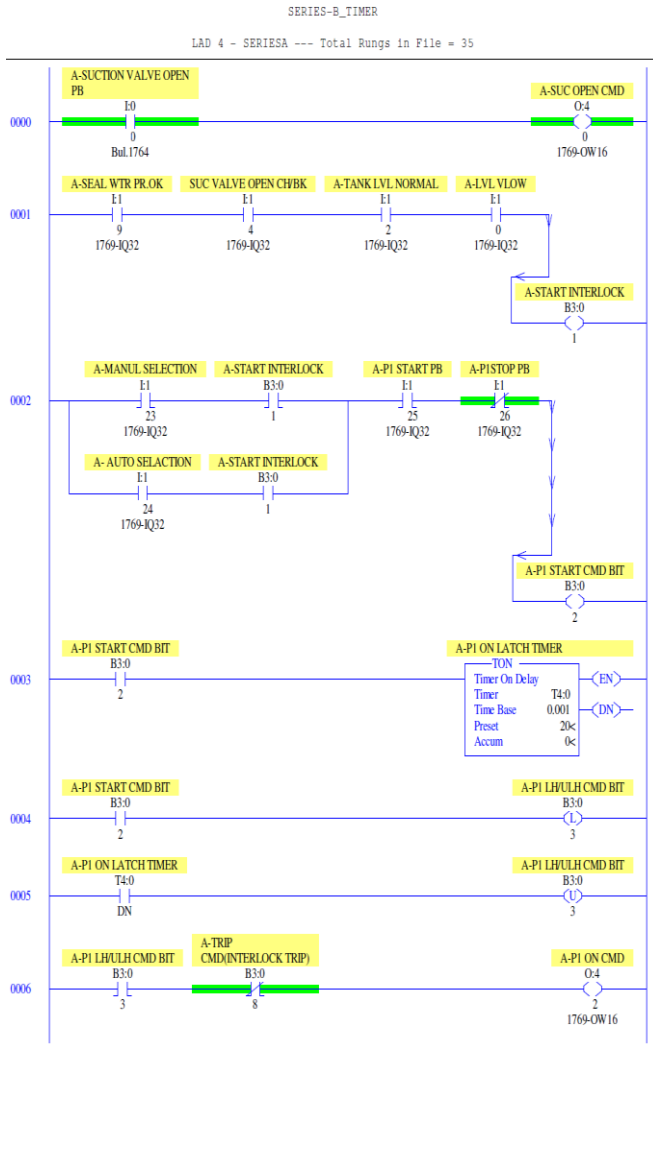 SERIES-B_TIMER
LAD 4 - SERIESA --- Total Rungs in File = 35
A-SUCTION VALVE OPEN
PB
A-SUC OPEN CMD
I:0
O:4
0000
0
0
Bul.1764
1769-OW16
A-SEAL WTR PR.OK
SUC VALVE OPEN CH/BK
A-TANK LVL NORMAL
A-LVL VLOW
I:1
I:1
I:1
I:1
0001
9
4
2
0
1769-IQ32
1769-IQ32
1769-IQ32
1769-IQ32
A-START INTERLOCK
B3:0
1
A-MANUL SELECTION
A-START INTERLOCK
A-P1 START PB
A-P1STOP PB
I:1
B3:0
I:1
I:1
0002
23
1
25
26
1769-IQ32
1769-IQ32
1769-IQ32
A- AUTO SELACTION
A-START INTERLOCK
I:1
B3:0
24
1
1769-IQ32
A-P1 START CMD BIT
B3:0
2
A-P1 START CMD BIT
A-P1 ON LATCH TIMER
B3:0
TON
0003
Timer On Delay
EN
2
Timer T4:0
Time Base 0.001
DN
Preset 20<
Accum 0<
A-P1 START CMD BIT
A-P1 LH/ULH CMD BIT
B3:0
B3:0
0004
L
2
3
A-P1 ON LATCH TIMER
A-P1 LH/ULH CMD BIT
T4:0
B3:0
0005
U
DN
3
A-TRIP
A-P1 LH/ULH CMD BIT
CMD(INTERLOCK TRIP)
A-P1 ON CMD
B3:0
B3:0
O:4
0006
3
8
2
1769-OW16